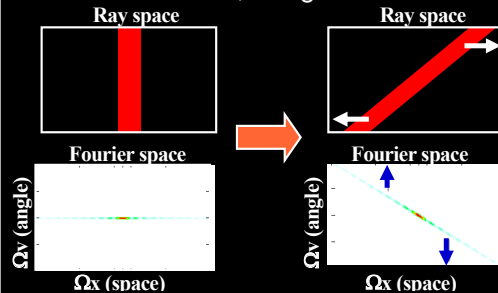 Ray space
Ray space
Fourier space
Fourier space
Ωv (angle)
Ωv (angle)
Ωx (space)
Ωx (space)